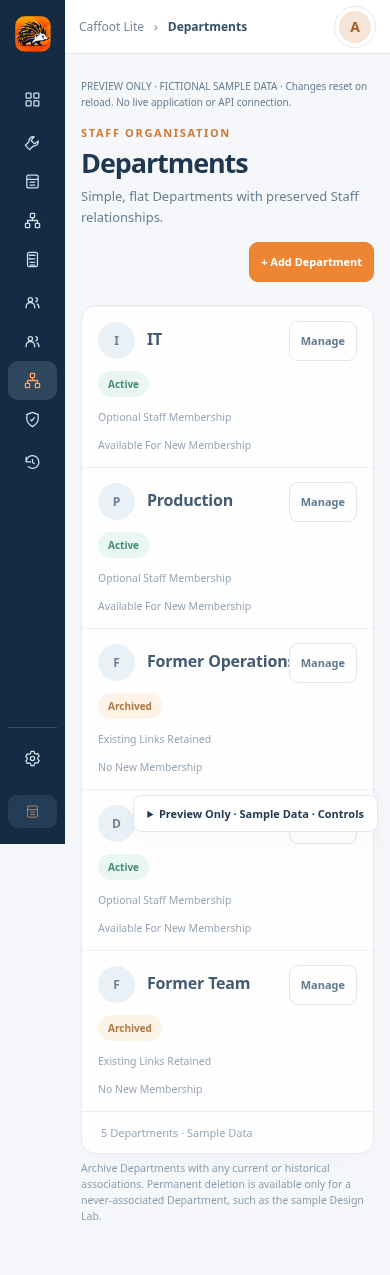 Caffoot Lite › Departments
A
PREVIEW ONLY · FICTIONAL SAMPLE DATA · Changes reset on
reload. No live application or API connection.
STAFF ORGANISATION
Departments
Simple, flat Departments with preserved Staff
relationships.
+ Add Department
I IT Manage
Active
Optional Staff Membership
Available For New Membership
P Production Manage
Active
Optional Staff Membership
Available For New Membership
F Former Operations Manage
Archived
Existing Links Retained
No New Membership
D
▶ Preview Only · Sample Data · Controls
Active
Optional Staff Membership
Available For New Membership
F Former Team Manage
Archived
Existing Links Retained
No New Membership
5 Departments · Sample Data
Archive Departments with any current or historical
associations. Permanent deletion is available only for a
never-associated Department, such as the sample Design
Lab.